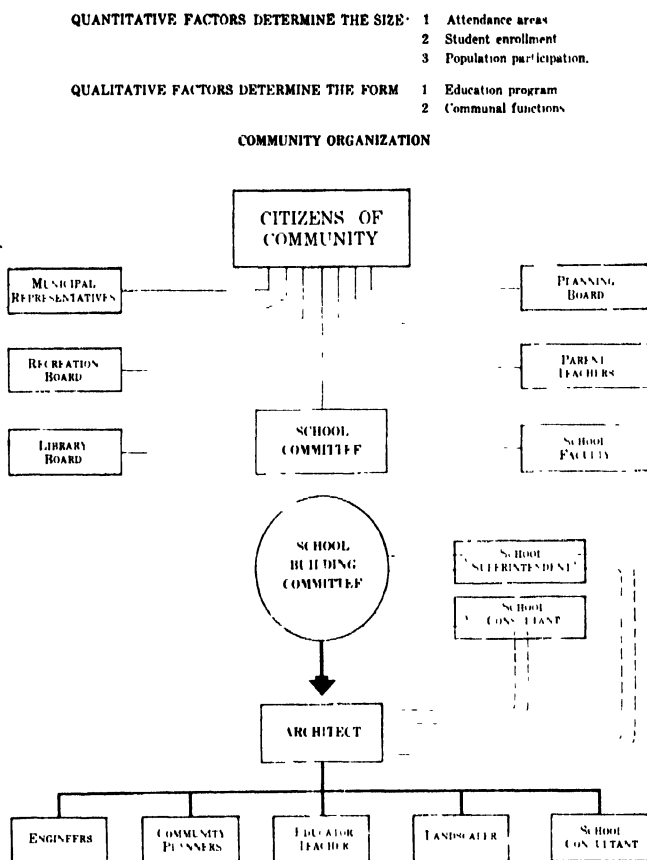 QUANTITATIVE FACTORS DETERMINE THE SIZE· 1 Attendance areas
2 Student enrollment
3 Population participation.
QUALITATIVE FACTORS DETERMINE THE FORM 1 Education program
2 Communal functions
COMMUNITY ORGANIZATION
CITIZENS OF
COMMUNITY
MUNICIPAL
REPRESENTATIVES
PLANNING
BOARD
RECREATION
BOARD
PARENT
TEACHERS
LIBRARY
BOARD
SCHOOL
COMMITTEE
SCHOOL
FACULTY
SCHOOL
BUILDING
COMMITTEE
SCHOOL
SUPERINTENDENT
SCHOOL
CONSULTANT
ARCHITECT
ENGINEERS
COMMUNITY
PLANNERS
EDUCATOR
TEACHER
LANDSCAPER
SCHOOL
CONSULTANT